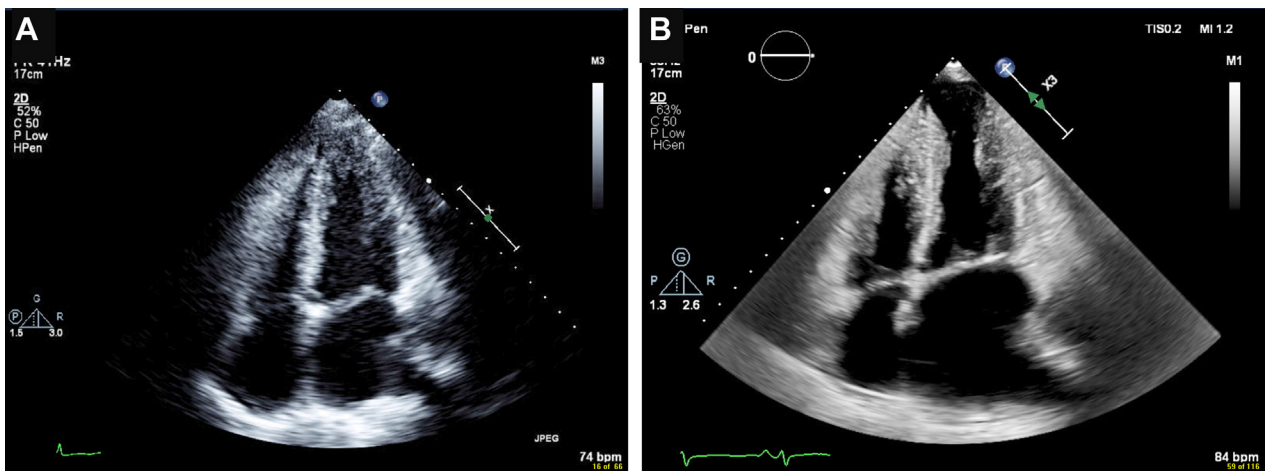 A
M3
17cm
2D
52%
C 50
P Low
HPen
X
G
P R
1.5 3.0
JPEG
74 bpm
16 of 66
B
Pen
TIS0.2 MI 1.2
0
M1
17cm
X3
2D
63%
C 50
P Low
HGen
G
P R
1.3 2.6
84 bpm
59 of 116